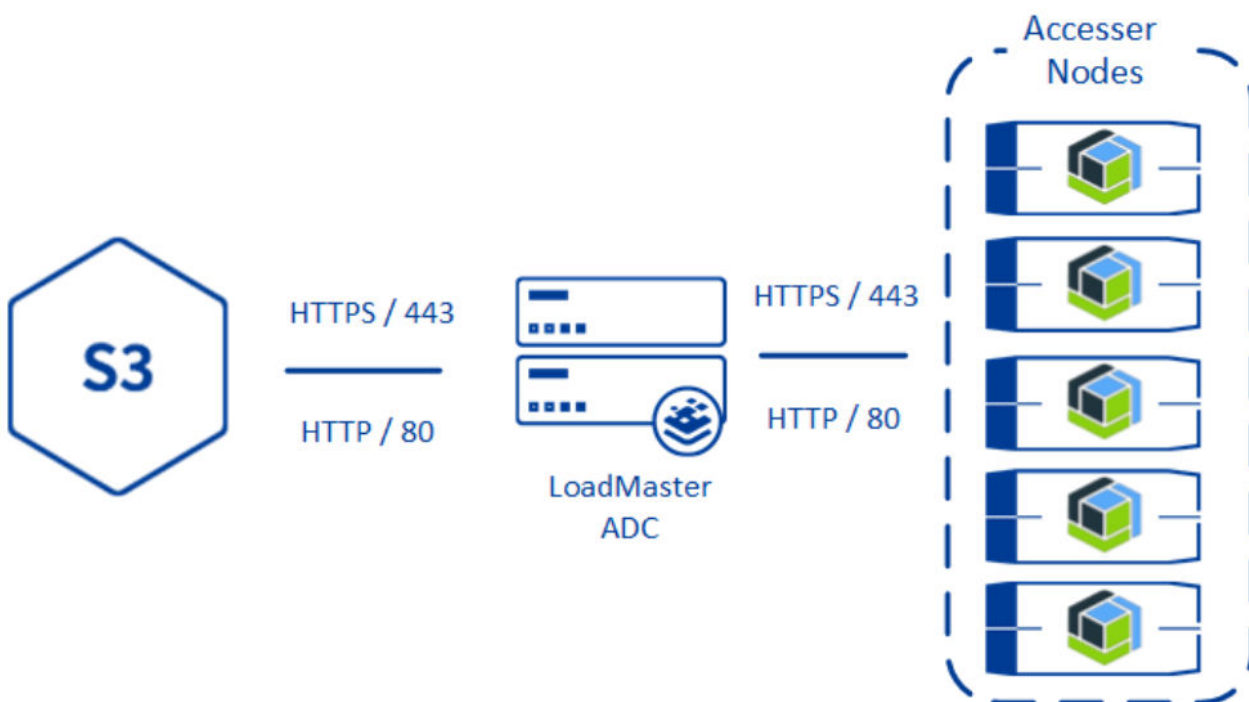 Accesser
Nodes
S3
HTTPS / 443
HTTP / 80
LoadMaster
ADC
HTTPS / 443
HTTP / 80